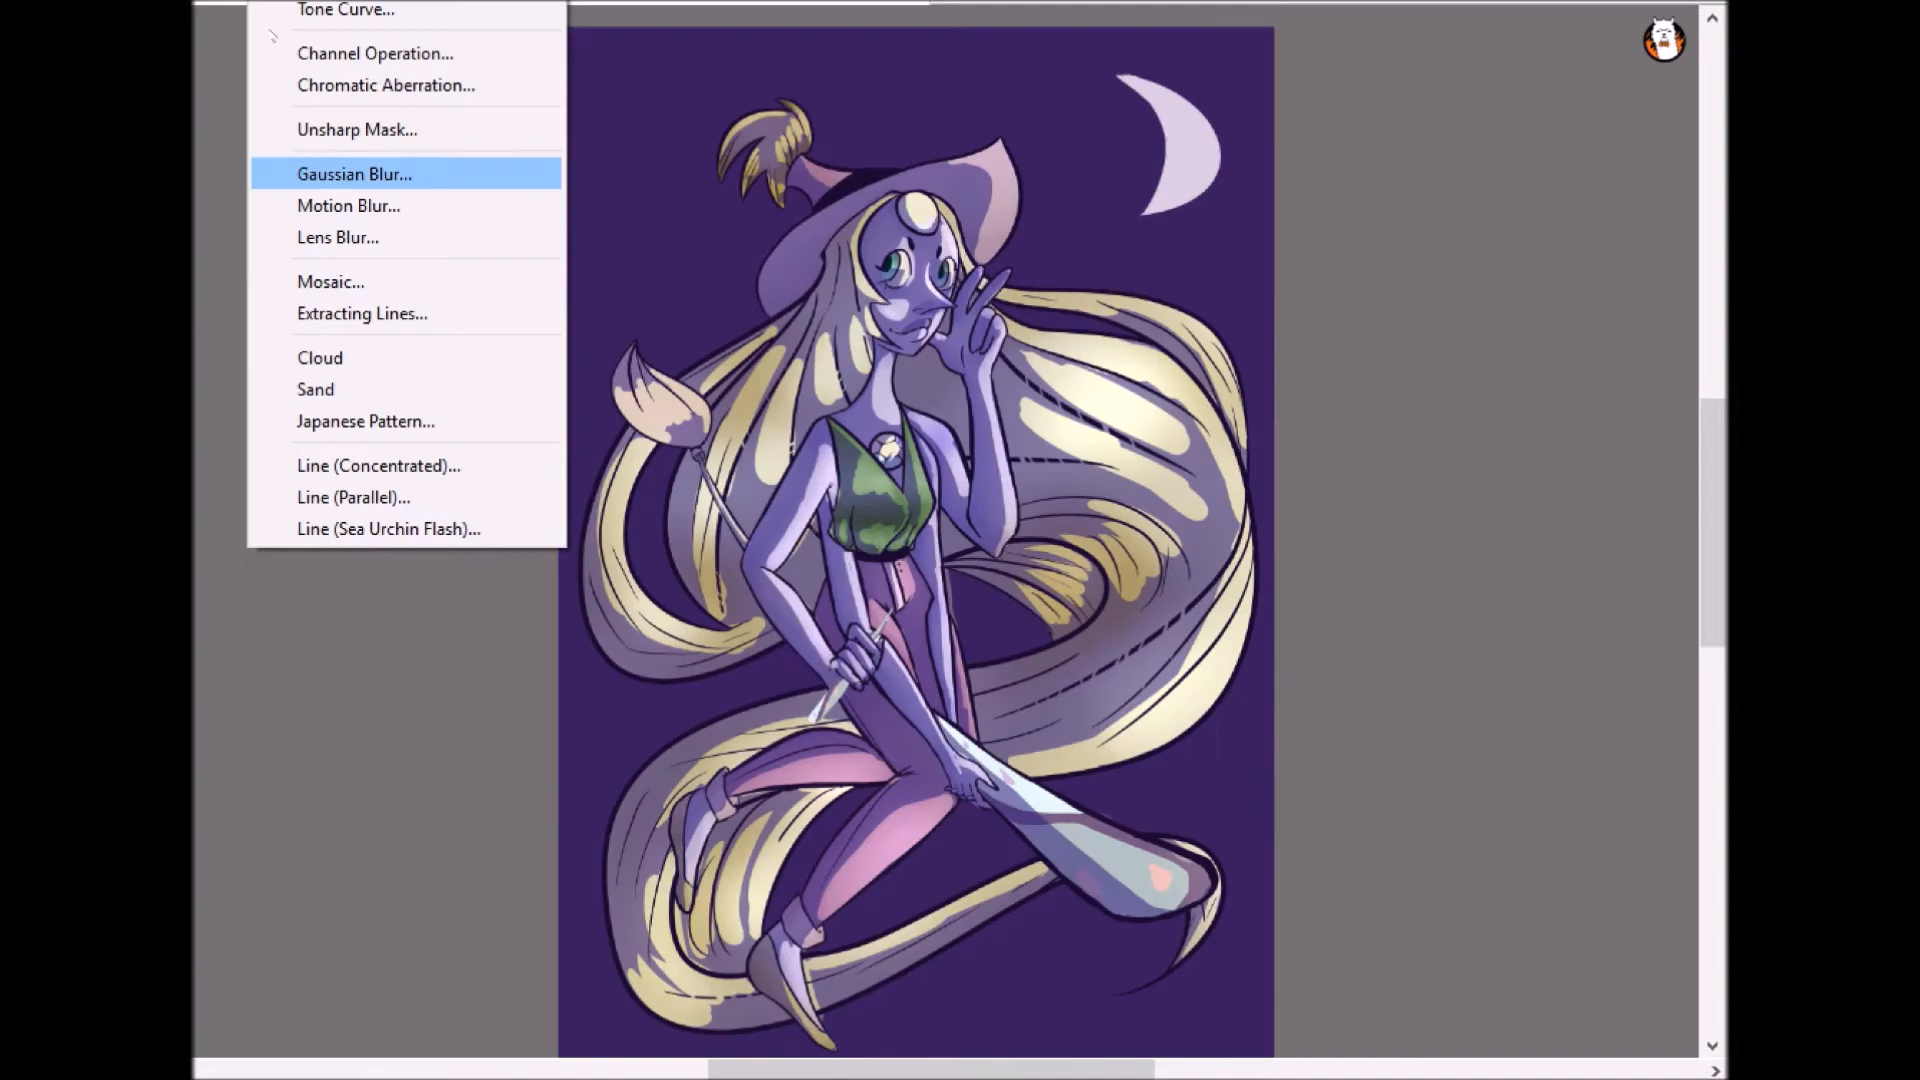 Tone Curve...
Channel Operation...
Chromatic Aberration...
Unsharp Mask...
Gaussian Blur...
Motion Blur...
Lens Blur...
Mosaic...
Extracting Lines...
Cloud
Sand
Japanese Pattern...
Line (Concentrated)...
Line (Parallel)...
Line (Sea Urchin Flash)...